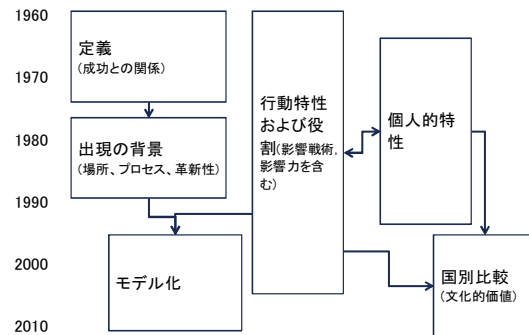 1960
1970
1980
1990
2000
2010
定義
(成功との関係)
出現の背景
(場所、プロセス、革新性)
モデル化
行動特性
および役
割(影響戦術,
影響力を含
む)
個人的特
性
国別比較
(文化的価値)